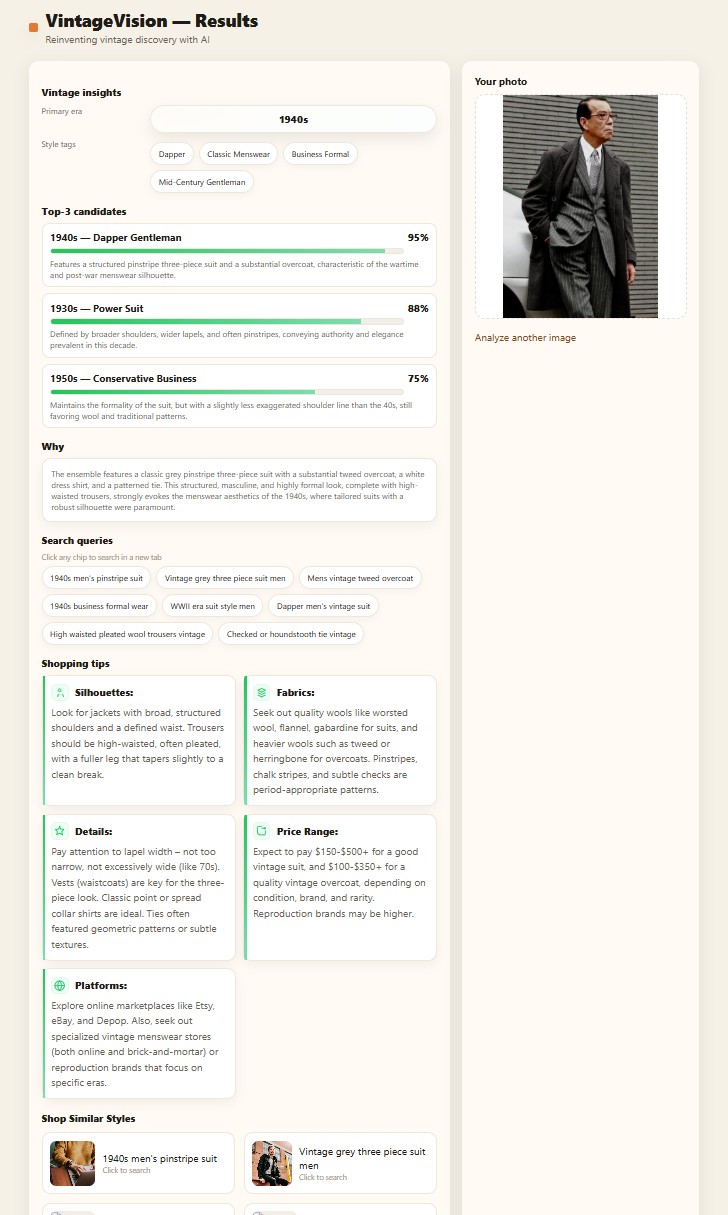 VintageVision — Results
Reinventing vintage discovery with AI
Vintage insights
Primary era
1940s
Style tags
Dapper
Classic Menswear
Business Formal
Mid-Century Gentleman
Top-3 candidates
1940s — Dapper Gentleman 95%
Features a structured pinstripe three-piece suit and a substantial overcoat, characteristic of the wartime
and post-war menswear silhouette.
1930s — Power Suit 88%
Defined by broader shoulders, wider lapels, and often pinstripes, conveying authority and elegance
prevalent in this decade.
1950s — Conservative Business 75%
Maintains the formality of the suit, but with a slightly less exaggerated shoulder line than the 40s, still
favoring wool and traditional patterns.
Why
The ensemble features a classic grey pinstripe three-piece suit with a substantial tweed overcoat, a white
dress shirt, and a patterned tie. This structured, masculine, and highly formal look, complete with high-
waisted trousers, strongly evokes the menswear aesthetics of the 1940s, where tailored suits with a
robust silhouette were paramount.
Search queries
Click any chip to search in a new tab
1940s men's pinstripe suit
Vintage grey three piece suit men
Mens vintage tweed overcoat
1940s business formal wear
WWII era suit style men
Dapper men's vintage suit
High waisted pleated wool trousers vintage
Checked or houndstooth tie vintage
Shopping tips
Silhouettes:
Look for jackets with broad, structured
shoulders and a defined waist. Trousers
should be high-waisted, often pleated,
with a fuller leg that tapers slightly to a
clean break.
Fabrics:
Seek out quality wools like worsted
wool, flannel, gabardine for suits, and
heavier wools such as tweed or
herringbone for overcoats. Pinstripes,
chalk stripes, and subtle checks are
period-appropriate patterns.
Details:
Pay attention to lapel width – not too
narrow, not excessively wide (like 70s).
Vests (waistcoats) are key for the three-
piece look. Classic point or spread
collar shirts are ideal. Ties often
featured geometric patterns or subtle
textures.
Price Range:
Expect to pay $150-$500+ for a good
vintage suit, and $100-$350+ for a
quality vintage overcoat, depending on
condition, brand, and rarity.
Reproduction brands may be higher.
Platforms:
Explore online marketplaces like Etsy,
eBay, and Depop. Also, seek out
specialized vintage menswear stores
(both online and brick-and-mortar) or
reproduction brands that focus on
specific eras.
Shop Similar Styles
1940s men's pinstripe suit
Click to search
Vintage grey three piece suit
men
Click to search
Your photo
Analyze another image